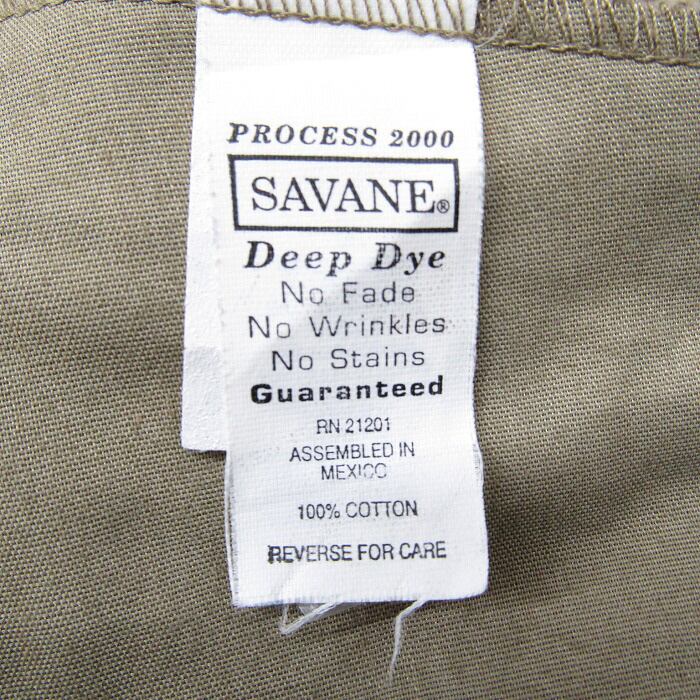 PROCESS 2000
SAVANE®
Deep Dye
No Fade
No Wrinkles
No Stains
Guaranteed
RN 21201
ASSEMBLED IN
MEXICO
100% COTTON
REVERSE FOR CARE